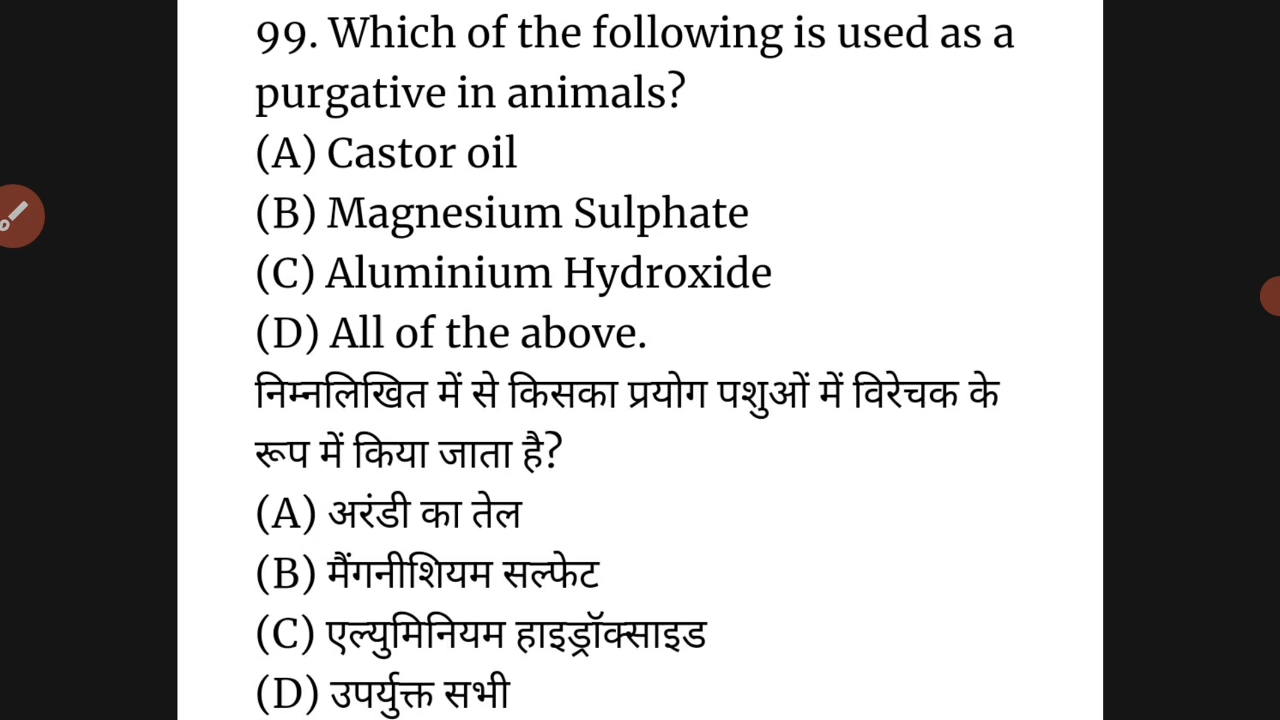 99. Which of the following is used as a
purgative in animals?
(A) Castor oil
(B) Magnesium Sulphate
(C) Aluminium Hydroxide
(D) All of the above.
निम्नलिखित में से किसका प्रयोग पशुओं में विरेचक के
रूप में किया जाता है?
(A) अरंडी का तेल
(B) मैंगनीशियम सल्फेट
(C) एल्युमिनियम हाइड्रॉक्साइड
(D) उपर्युक्त सभी